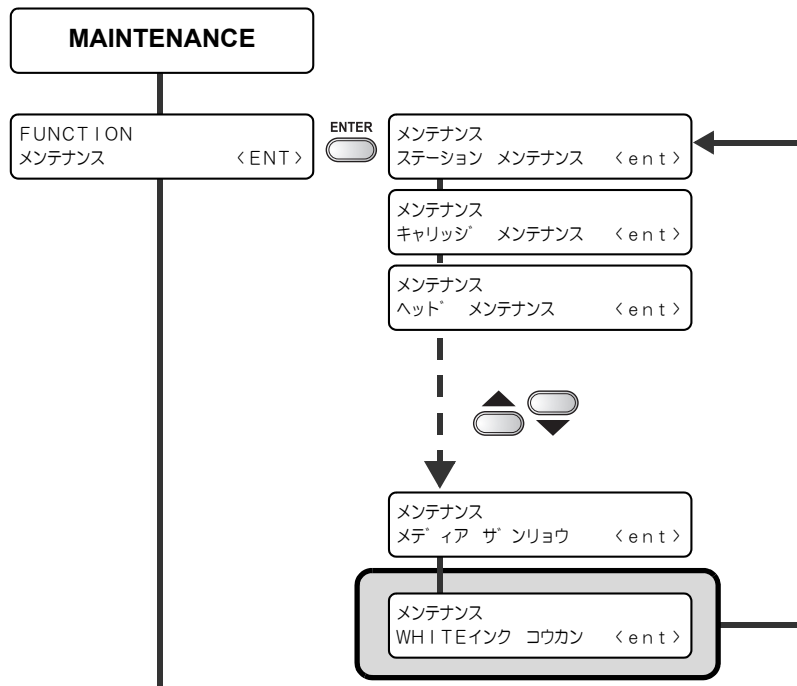 MAINTENANCE
FUNCTION
メンテナンス <ENT>
ENTER
メンテナンス
ステーション メンテナンス <ent>
メンテナンス
キャリッシ゛ メンテナンス <ent>
メンテナンス
ヘット゛ メンテナンス <ent>
メンテナンス
メテ゛ィア サ゛ンリョウ <ent>
メンテナンス
WHITEインク コウカン <ent>